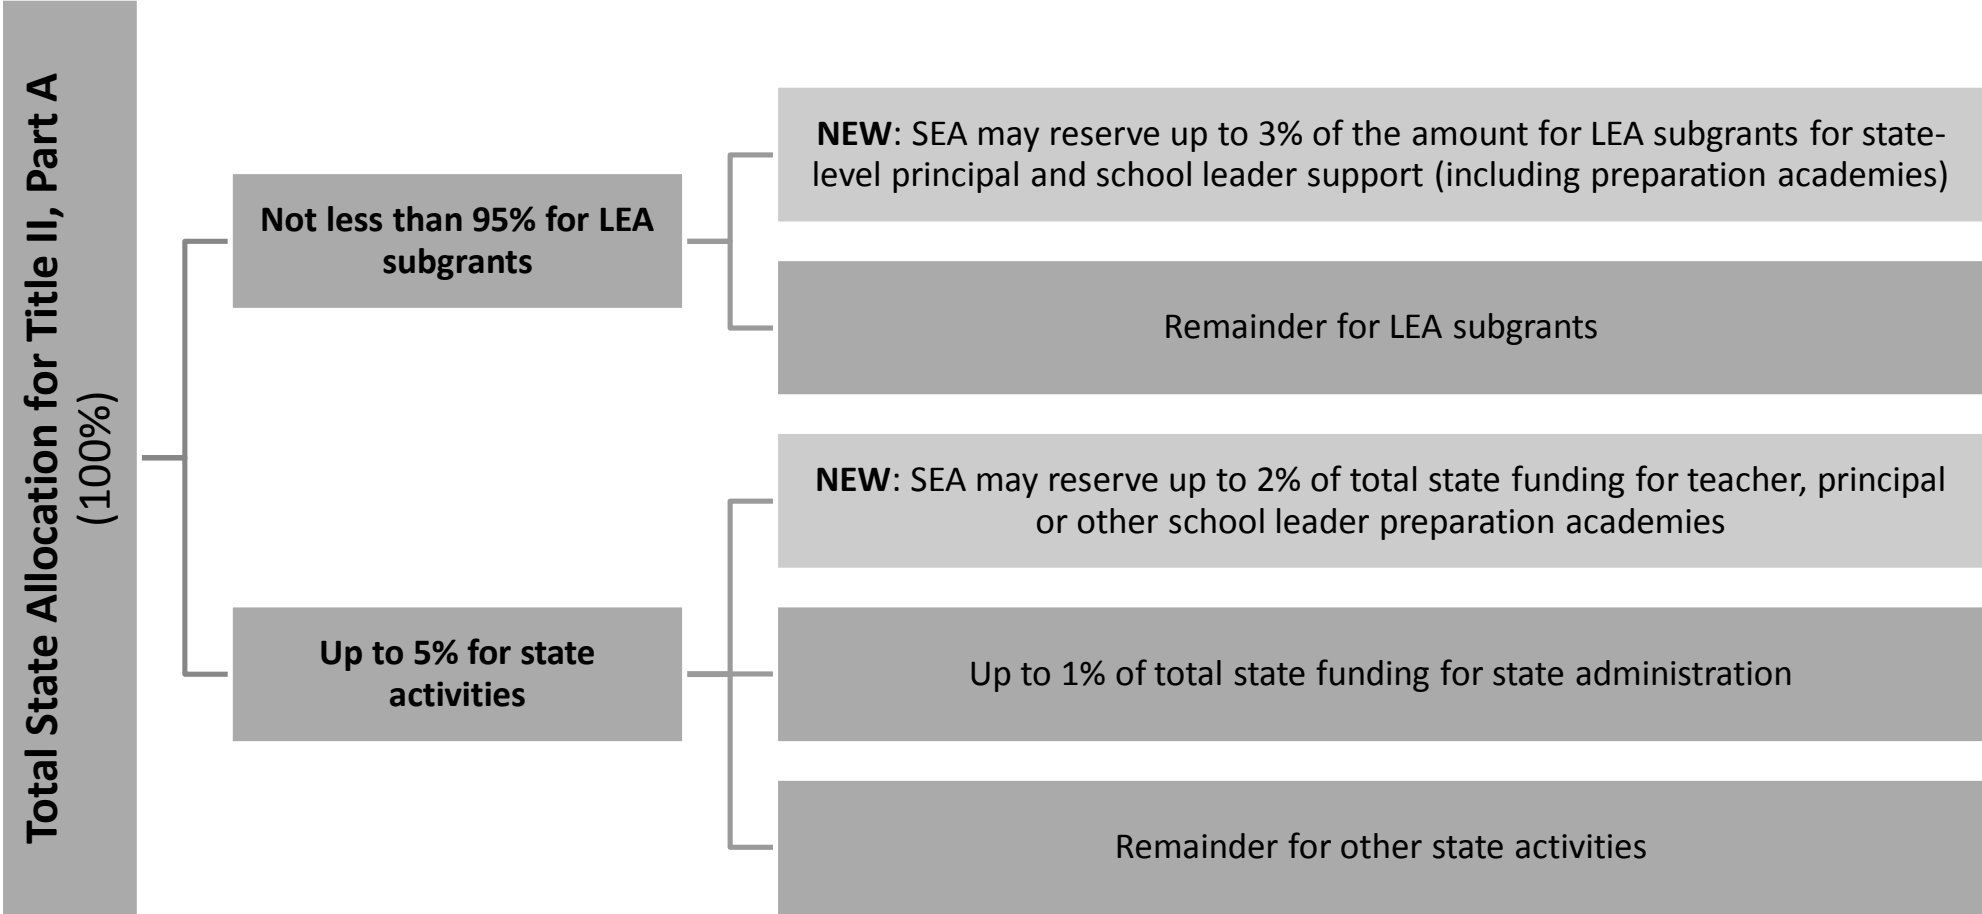 Total State Allocation for Title II, Part A
(100%)
Not less than 95% for LEA
subgrants
NEW: SEA may reserve up to 3% of the amount for LEA subgrants for state-
level principal and school leader support (including preparation academies)
Remainder for LEA subgrants
Up to 5% for state
activities
NEW: SEA may reserve up to 2% of total state funding for teacher, principal
or other school leader preparation academies
Up to 1% of total state funding for state administration
Remainder for other state activities